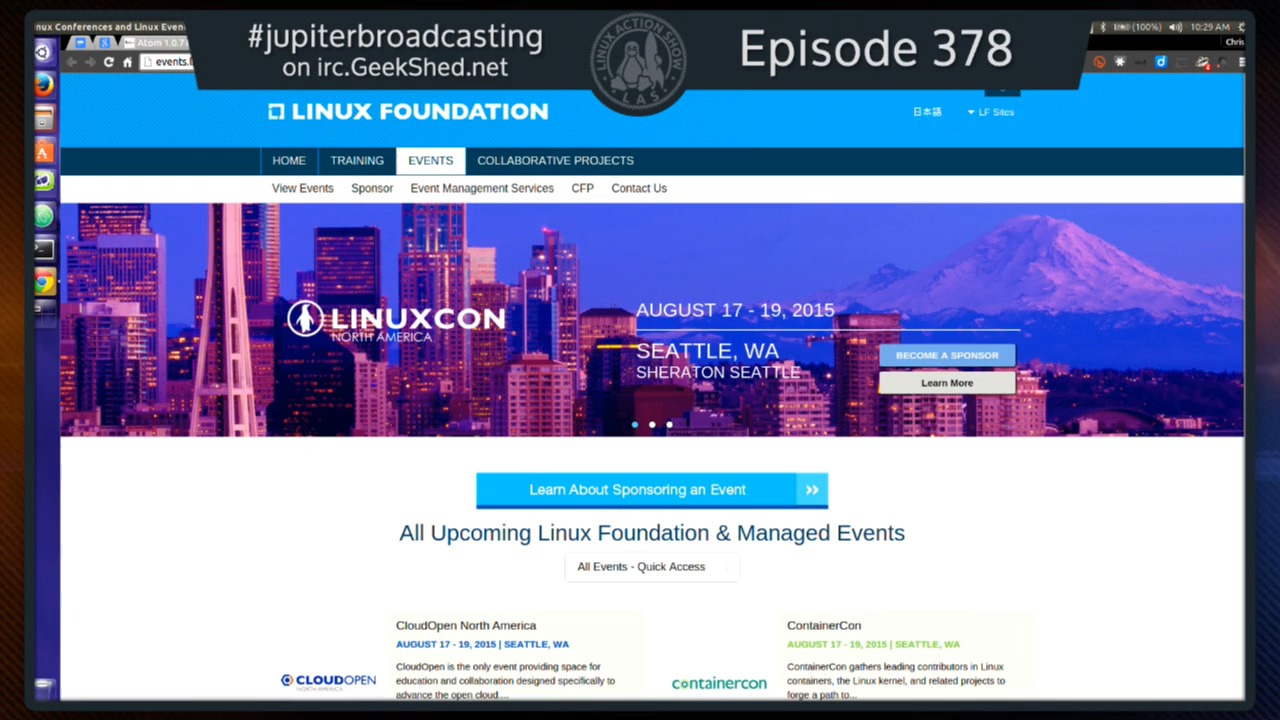 #jupiterbroadcasting
on irc.GeekShed.net
LINUX ACTION SHOW
LAS
Episode 378
nux Conferences and Linux Even
(100%) 10:29 AM
Atom 1.0.7
Chris
events.
LINUX FOUNDATION
日本語 LF Sites
HOME TRAINING EVENTS COLLABORATIVE PROJECTS
View Events Sponsor Event Management Services CFP Contact Us
LINUXCON
NORTH AMERICA
AUGUST 17 - 19, 2015
SEATTLE, WA
SHERATON SEATTLE
BECOME A SPONSOR
Learn More
Learn About Sponsoring an Event
All Upcoming Linux Foundation & Managed Events
All Events - Quick Access
CloudOpen North America
AUGUST 17 - 19, 2015 | SEATTLE, WA
CLOUDOPEN
NORTH AMERICA
CloudOpen is the only event providing space for
education and collaboration designed specifically to
advance the open cloud....
ContainerCon
AUGUST 17 - 19, 2015 | SEATTLE, WA
containercon
ContainerCon gathers leading contributors in Linux
containers, the Linux kernel, and related projects to
forge a path to...